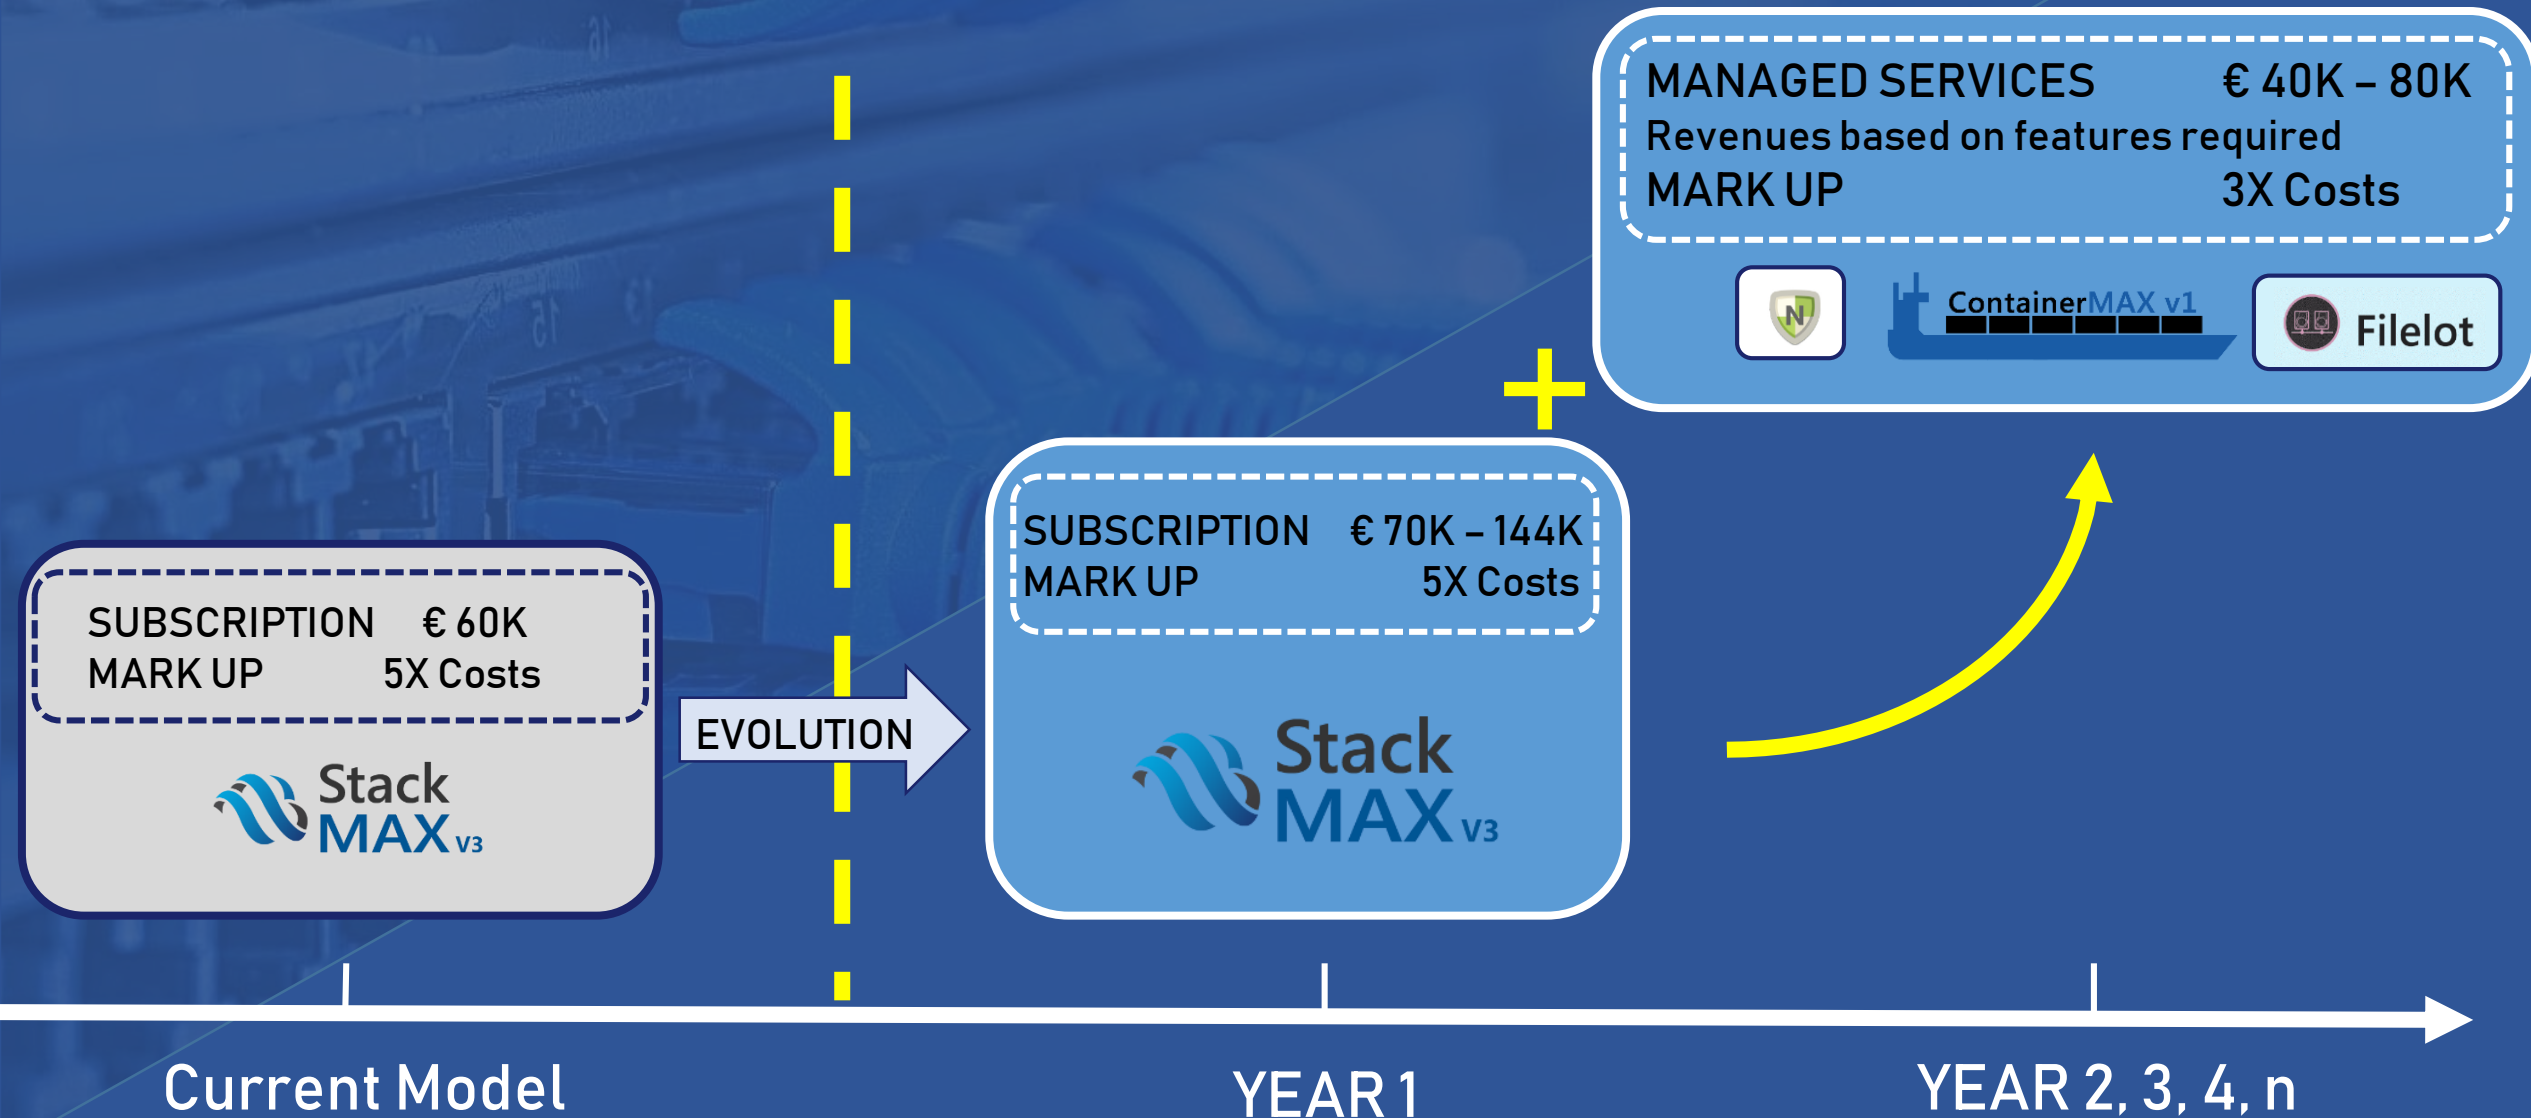 MANAGED SERVICES € 40K – 80K
Revenues based on features required
MARK UP 3X Costs
N
ContainerMAX v1
Filelot
SUBSCRIPTION € 70K – 144K
MARK UP 5X Costs
Stack
MAX V3
SUBSCRIPTION € 60K
MARK UP 5X Costs
Stack
MAX V3
EVOLUTION
Current Model
YEAR 1
YEAR 2, 3, 4, n
16
15